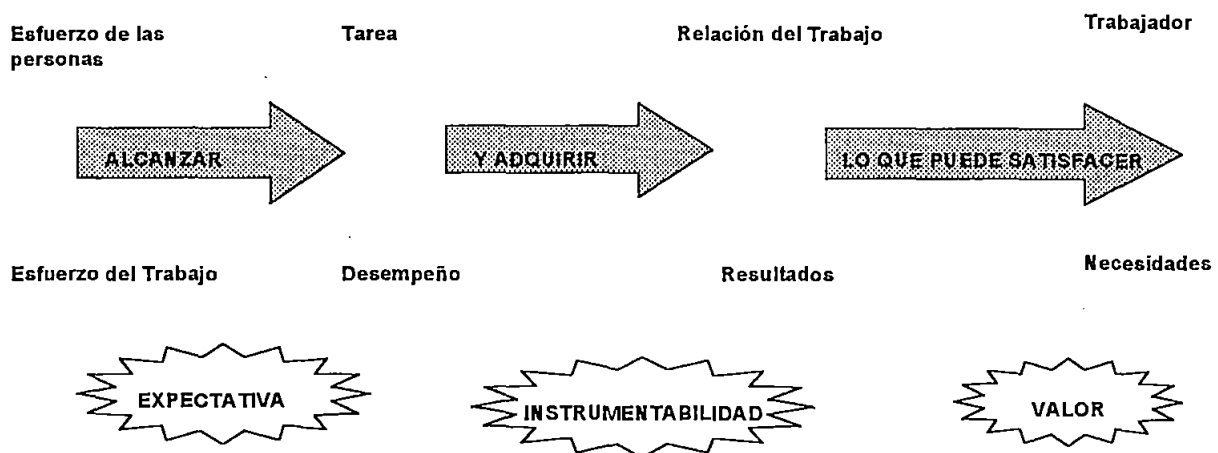 Esfuerzo de las
personas
Tarea
Relación del Trabajo
Trabajador
ALCANZAR
Y ADQUIRIR
LO QUE PUEDE SATISFACER
Esfuerzo del Trabajo
Desempeño
Resultados
Necesidades
EXPECTATIVA
INSTRUMENTABILIDAD
VALOR